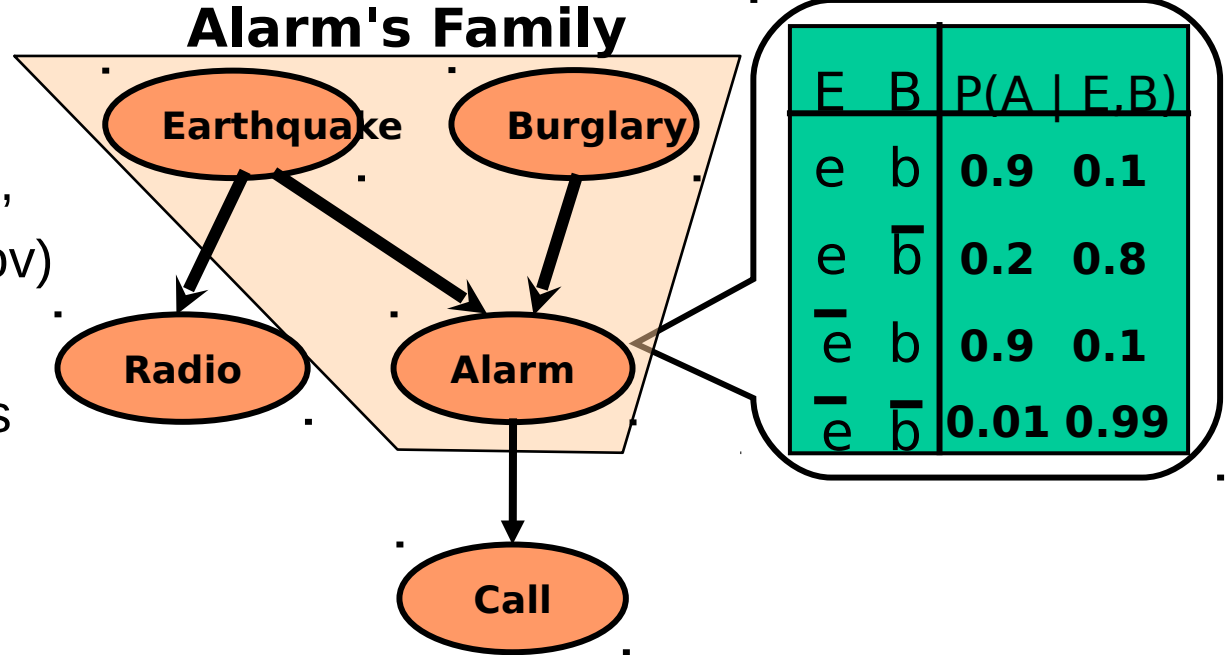 Alarm's Family
Earthquake
Burglary
,
ov)
Radio
Alarm
s
Call
E B P(A | E,B)
e b 0.9 0.1
e b̅ 0.2 0.8
e̅ b 0.9 0.1
e̅ b̅ 0.01 0.99